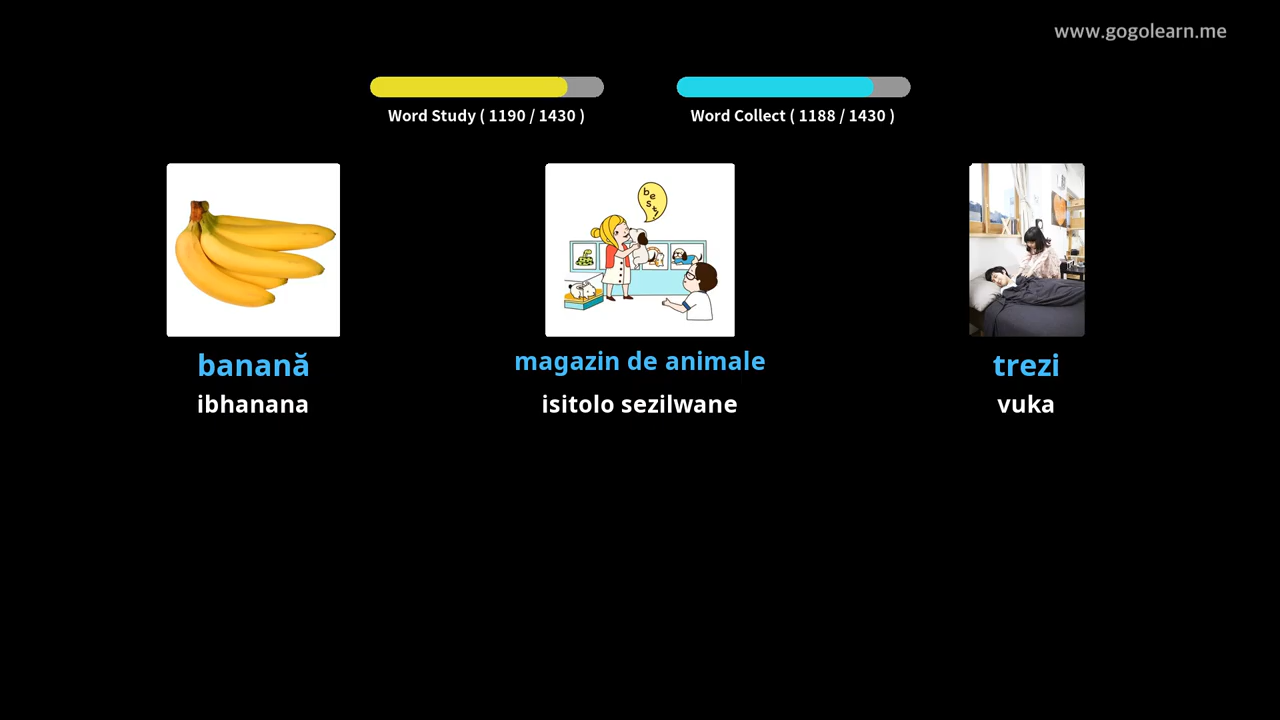 www.gogolearn.me
Word Study ( 1190 / 1430 )
Word Collect ( 1188 / 1430 )
best
banană
magazin de animale
trezi
ibhanana
isitolo sezilwane
vuka